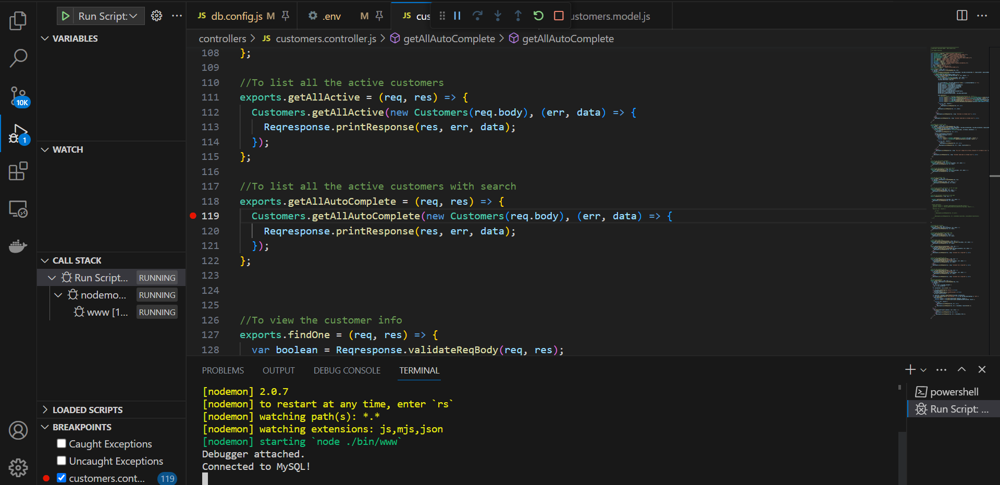 Run Script:
JS db.config.js M
.env M
JS cus
ustomers.model.js
controllers > JS customers.controller.js > getAllAutoComplete > getAllAutoComplete
VARIABLES
WATCH
CALL STACK
Run Script... RUNNING
nodemo... RUNNING
www [1... RUNNING
LOADED SCRIPTS
BREAKPOINTS
Caught Exceptions
Uncaught Exceptions
customers.cont... 119
10K
1
108 };
109
110 //To list all the active customers
111 exports.getAllActive = (req, res) => {
112 Customers.getAllActive(new Customers(req.body), (err, data) => {
113 Reqresponse.printResponse(res, err, data);
114 });
115 };
116
117 //To list all the active customers with search
118 exports.getAllAutoComplete = (req, res) => {
119 Customers.getAllAutoComplete(new Customers(req.body), (err, data) => {
120 Reqresponse.printResponse(res, err, data);
121 });
122 };
123
124
125
126 //To view the customer info
127 exports.findOne = (req, res) => {
128 var boolean = Reqresponse.validateReqBody(req, res);
PROBLEMS OUTPUT DEBUG CONSOLE TERMINAL
[nodemon] 2.0.7
[nodemon] to restart at any time, enter `rs`
[nodemon] watching path(s): *.*
[nodemon] watching extensions: js,mjs,json
[nodemon] starting `node ./bin/www`
Debugger attached.
Connected to MySQL!
powershell
Run Script: ...